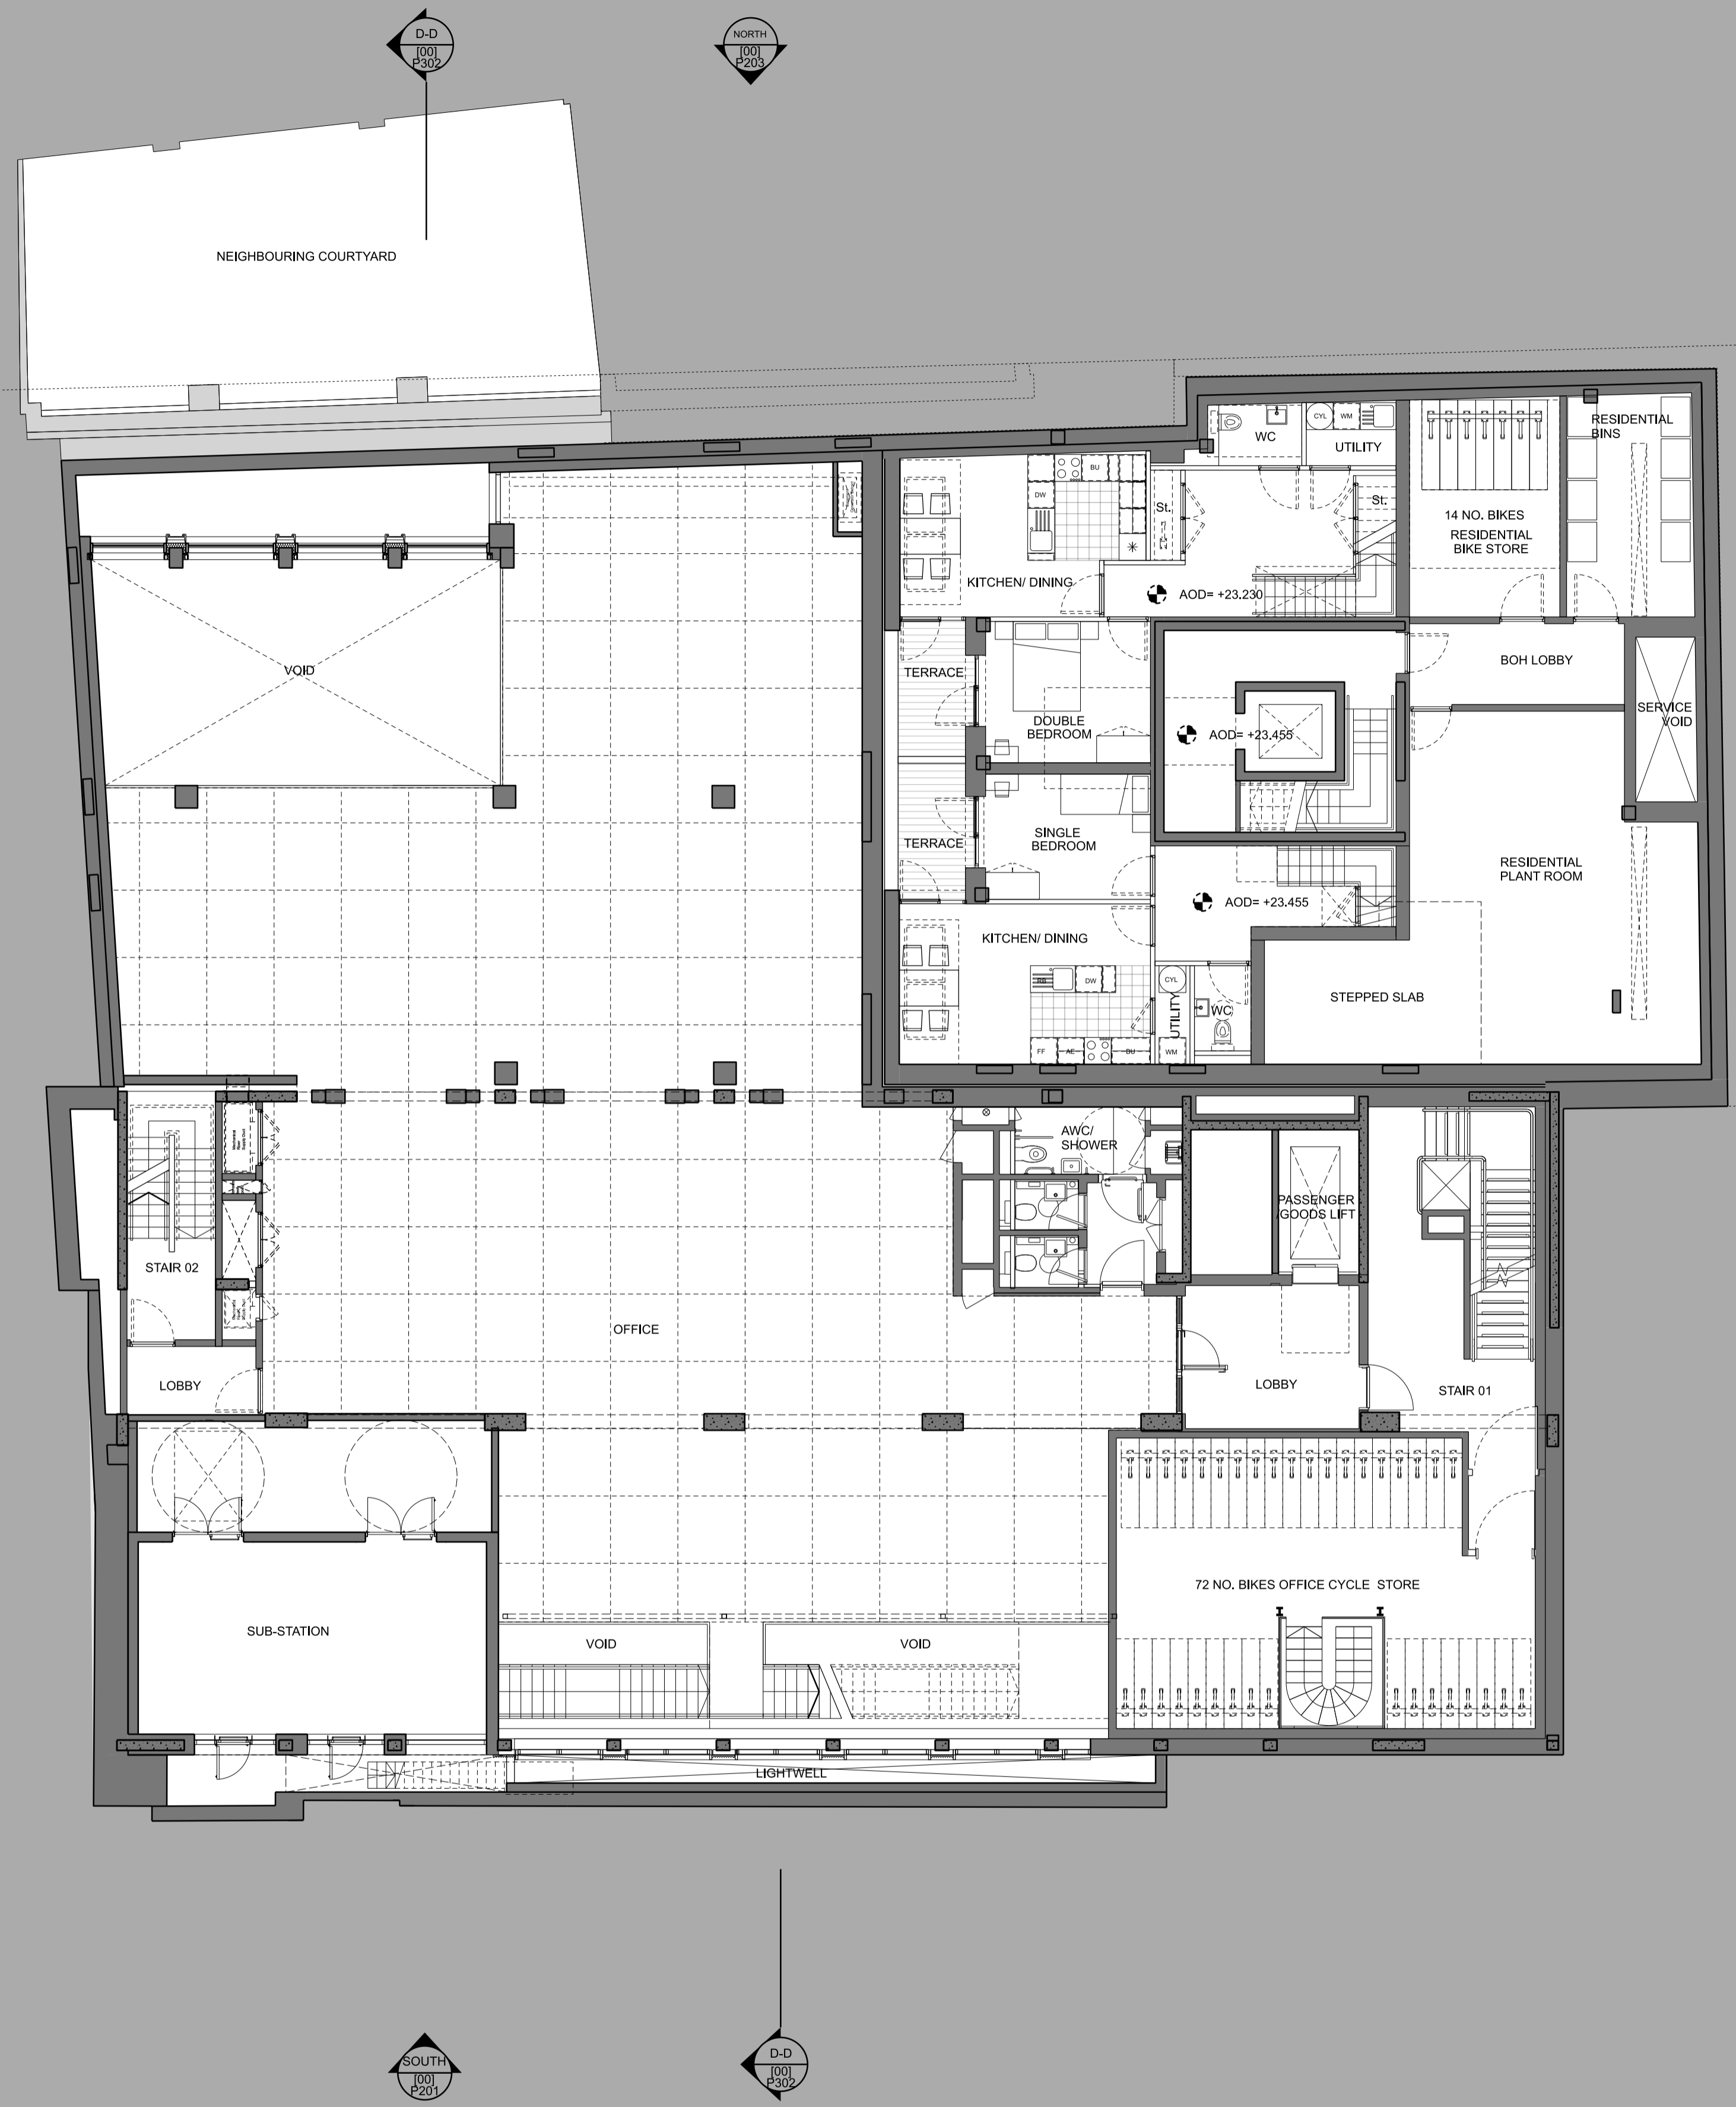 D-D
[00]
P302
NORTH
[00]
P203
NEIGHBOURING COURTYARD
WC
CYL
WM
UTILITY
RESIDENTIAL
BINS
BU
DW
St.
St.
14 NO. BIKES
RESIDENTIAL
BIKE STORE
KITCHEN/ DINING
AOD= +23.230
VOID
TERRACE
DOUBLE
BEDROOM
AOD= +23.455
BOH LOBBY
SERVICE
VOID
TERRACE
SINGLE
BEDROOM
RESIDENTIAL
PLANT ROOM
AOD= +23.455
KITCHEN/ DINING
RB
DW
CYL
UTILITY
WC
STEPPED SLAB
FF
AE
BU
WM
AWC/
SHOWER
PASSENGER
/GOODS LIFT
STAIR 02
OFFICE
LOBBY
LOBBY
STAIR 01
72 NO. BIKES OFFICE CYCLE STORE
SUB-STATION
VOID
VOID
LIGHTWELL
SOUTH
[00]
P201
D-D
[00]
P302